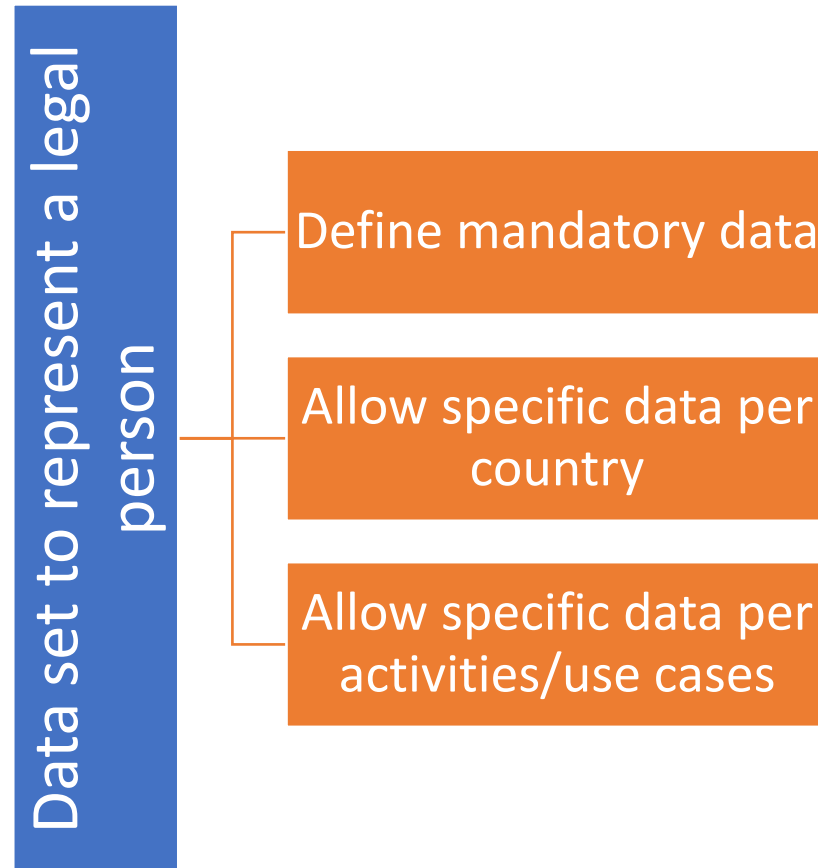 Data set to represent a legal
person
Define mandatory data
Allow specific data per
country
Allow specific data per
activities/use cases